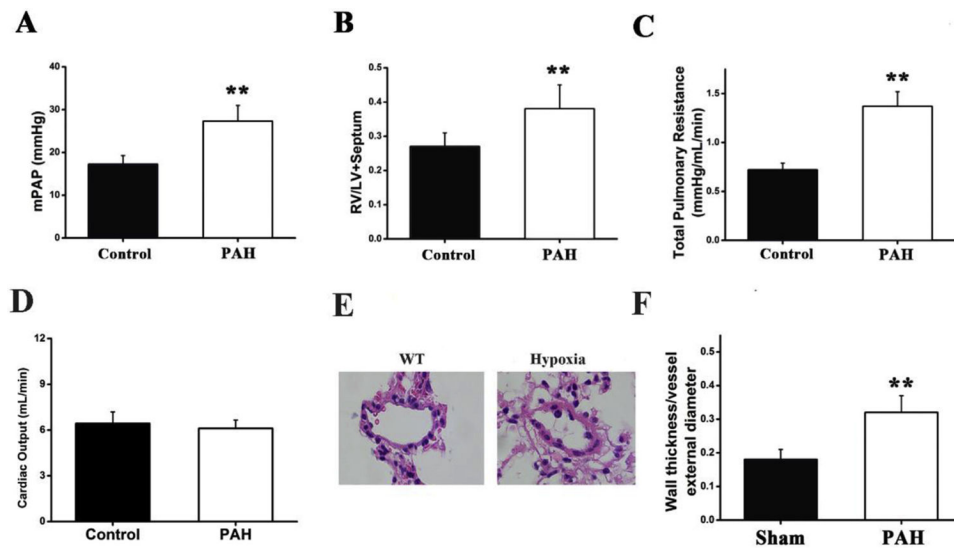 A
mPAP (mmHg)
40
30
20
10
0
**
Control
PAH
B
RV/LV+Septum
0.5
0.4
0.3
0.2
0.1
0.0
**
Control
PAH
C
Total Pulmonary Resistance
(mmHg/mL/min)
1.5
1.0
0.5
0.0
**
Control
PAH
D
Cardiac Output (mL/min)
12
9
6
3
0
Control
PAH
E
WT
Hypoxia
F
Wall thickness/vessel
external diameter
0.5
0.4
0.3
0.2
0.1
0.0
**
Sham
PAH